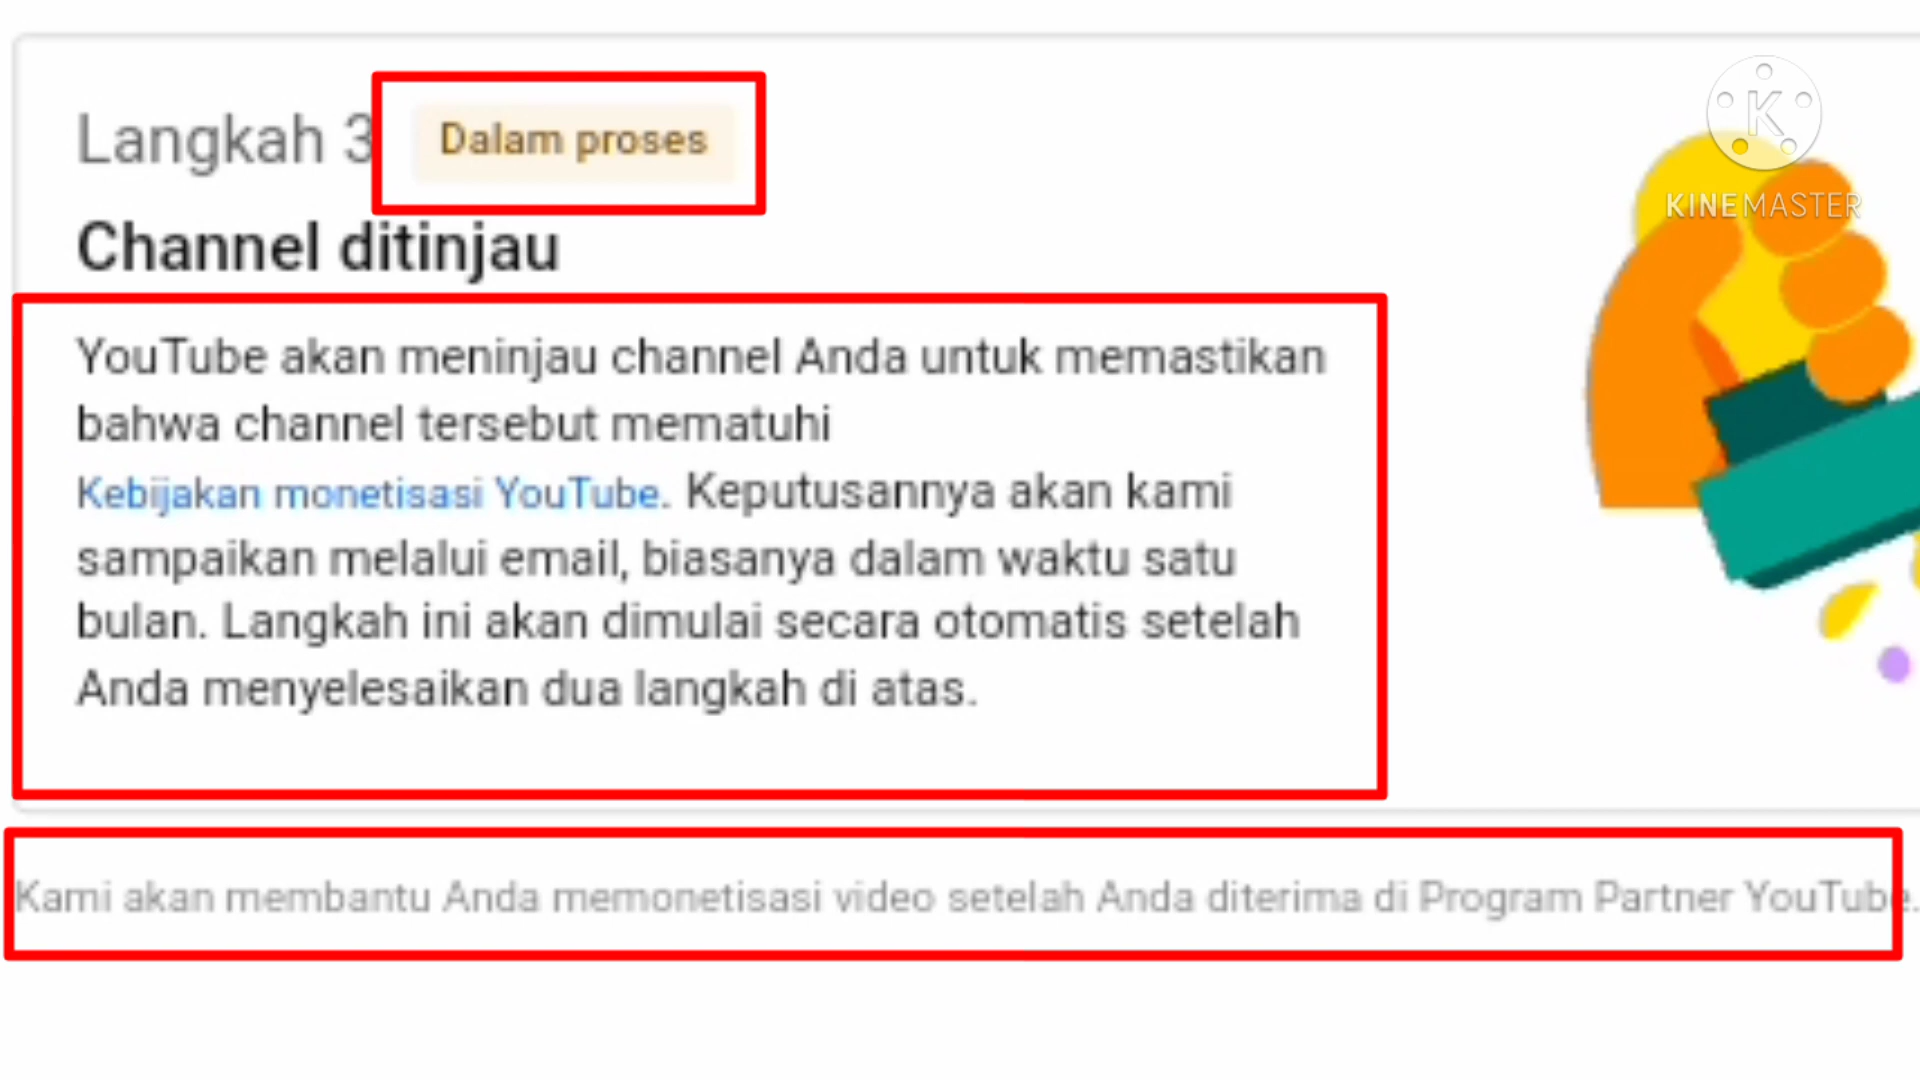 Langkah 3 Dalam proses
Channel ditinjau
YouTube akan meninjau channel Anda untuk memastikan
bahwa channel tersebut mematuhi
Kebijakan monetisasi YouTube. Keputusannya akan kami
sampaikan melalui email, biasanya dalam waktu satu
bulan. Langkah ini akan dimulai secara otomatis setelah
Anda menyelesaikan dua langkah di atas.
Kami akan membantu Anda memonetisasi video setelah Anda diterima di Program Partner YouTube.
K
KINEMASTER